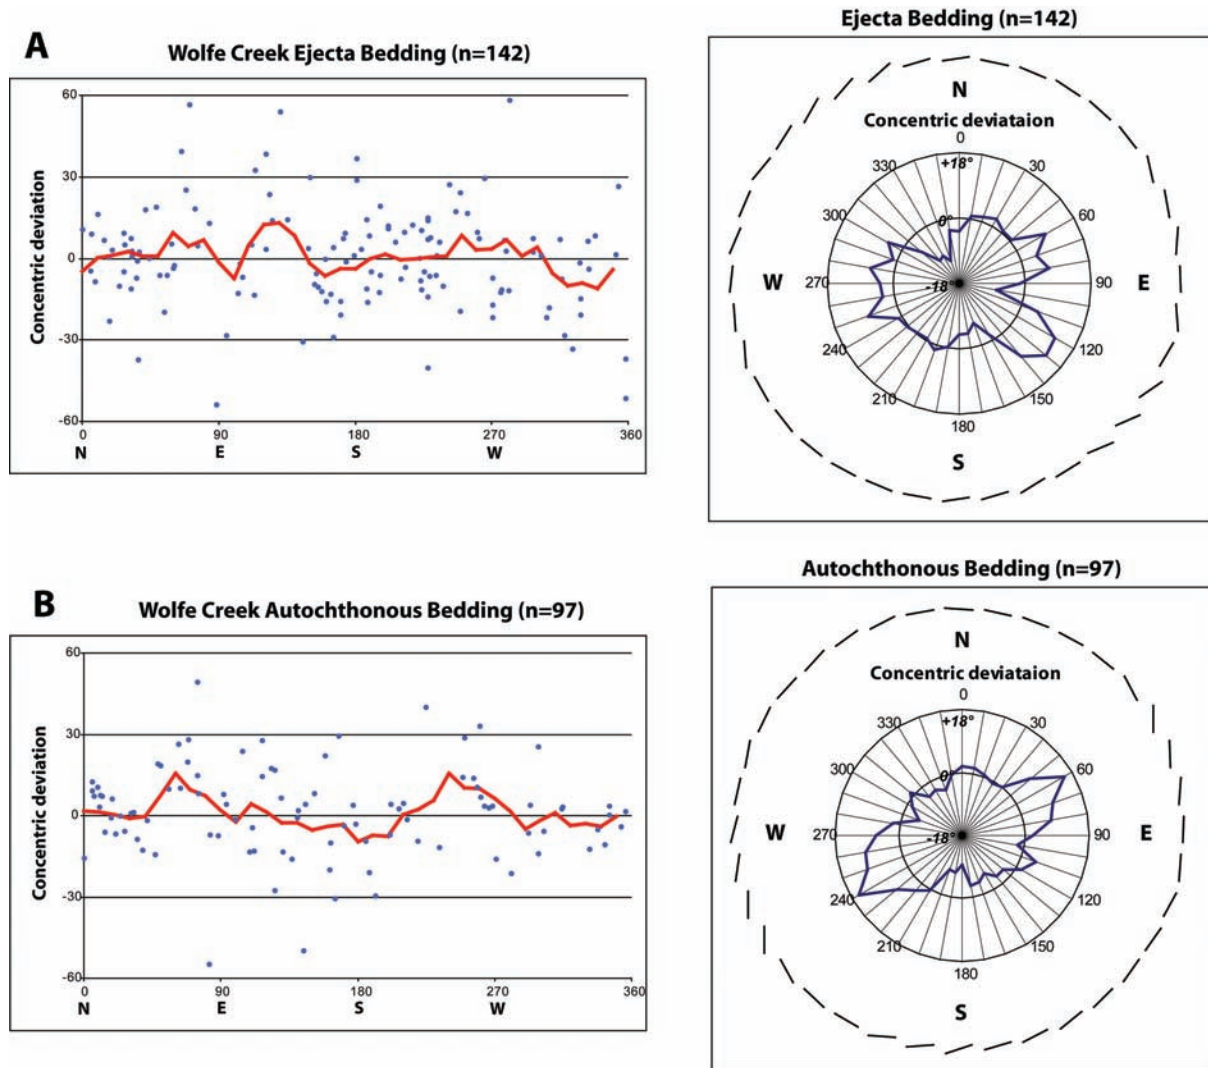 A
Wolfe Creek Ejecta Bedding (n=142)
Concentric deviation
60
30
0
-30
-60
0 90 180 270 360
N E S W
Ejecta Bedding (n=142)
N
Concentric deviataion
0
+18°
0°
-18°
30
60
90
120
150
180
210
240
270
300
330
W
E
S
B
Wolfe Creek Autochthonous Bedding (n=97)
Concentric deviation
60
30
0
-30
-60
0 90 180 270 360
N E S W
Autochthonous Bedding (n=97)
N
Concentric deviataion
0
+18°
0°
-18°
30
60
90
120
150
180
210
240
270
300
330
W
E
S